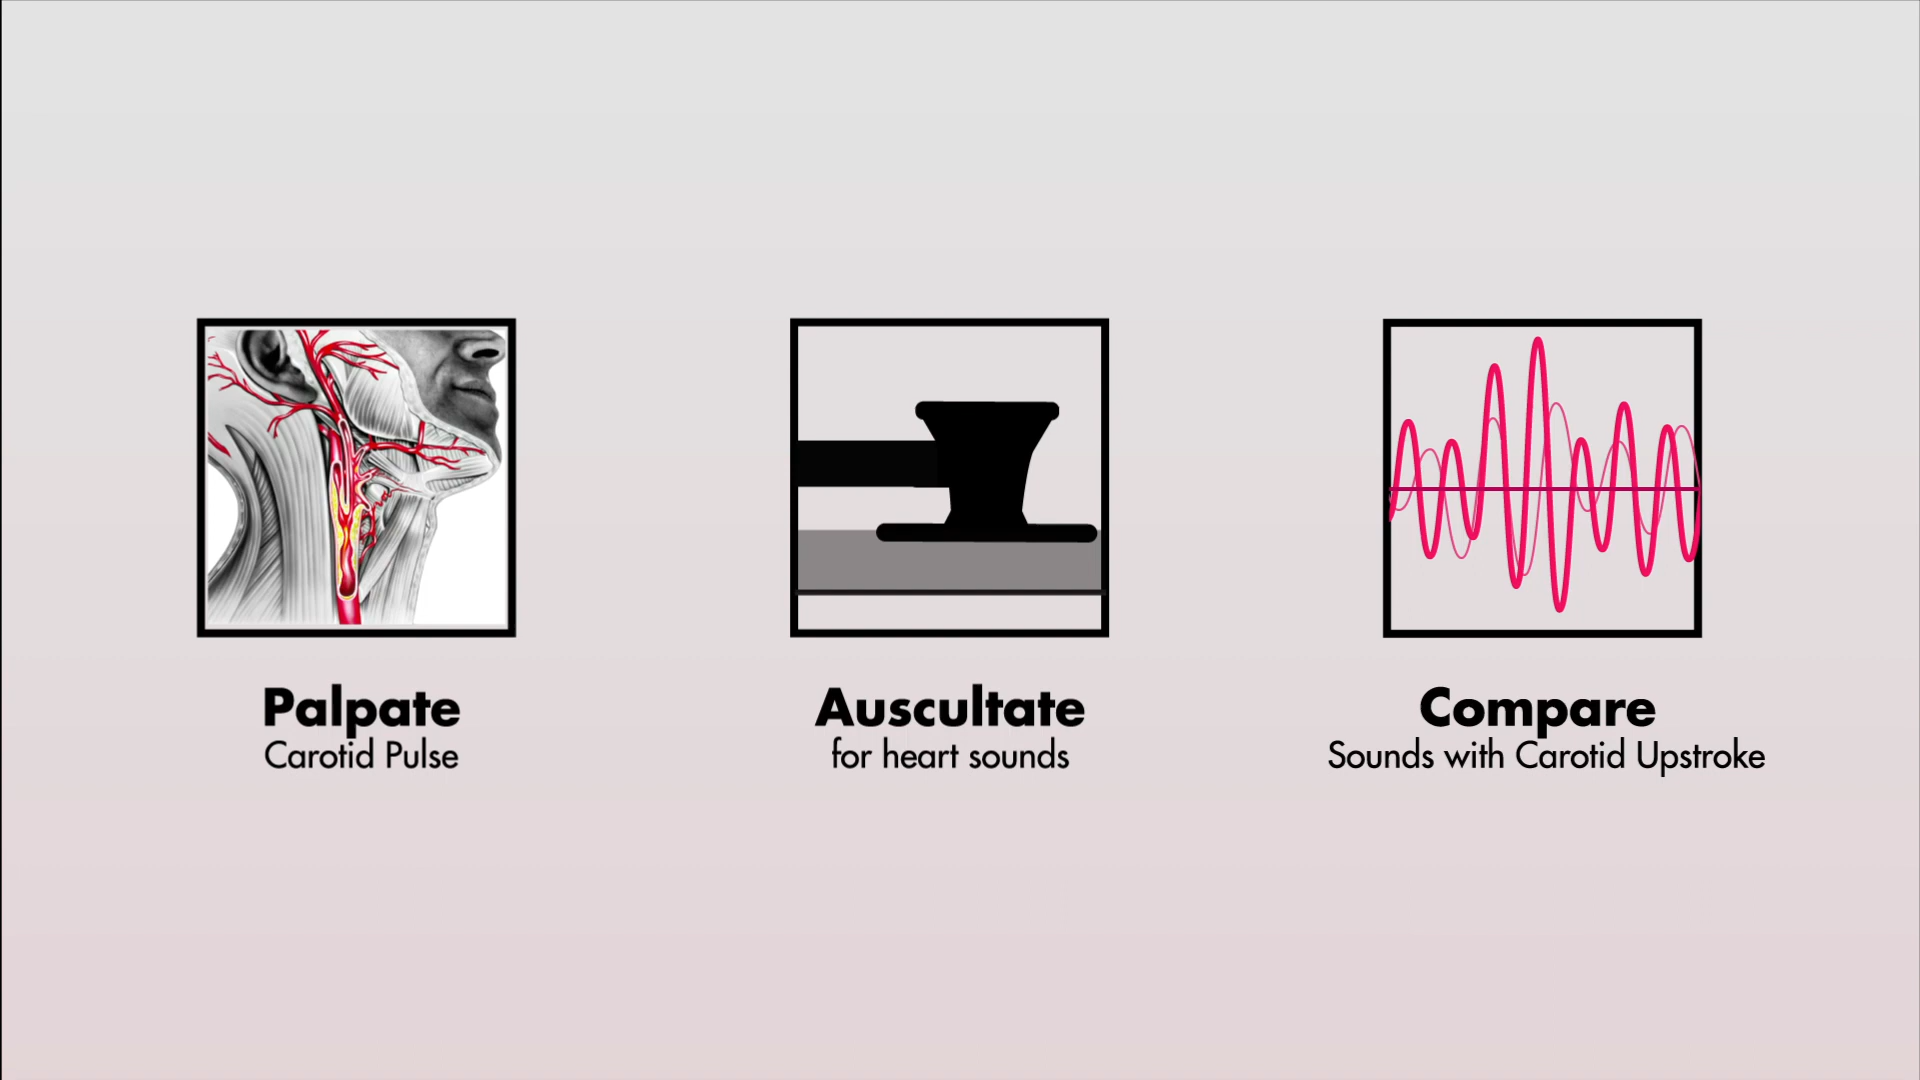 Palpate
Carotid Pulse
Auscultate
for heart sounds
Compare
Sounds with Carotid Upstroke